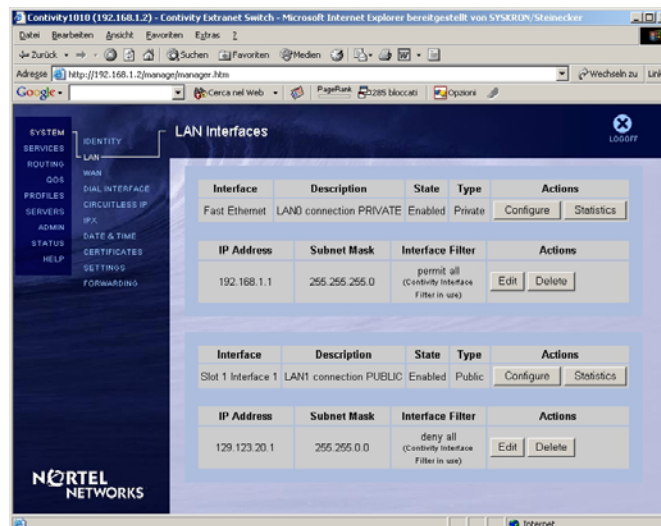 Contivity1010 (192.168.1.2) - Contivity Extranet Switch - Microsoft Internet Explorer bereitgestellt von SYSKRON/Steinecker
Datei Bearbeiten Ansicht Favoriten Extras ?
Zurück Suchen Favoriten Medien
Adresse http://192.168.1.2/manage/manager.htm Wechseln zu Link
Google Cerca nel Web PageRank 3285 bloccati Opzioni
SYSTEM
SERVICES
ROUTING
QOS
PROFILES
SERVERS
ADMIN
STATUS
HELP
IDENTITY
LAN
WAN
DIAL INTERFACE
CIRCUITLESS IP
IPX
DATE & TIME
CERTIFICATES
SETTINGS
FORWARDING
LAN Interfaces
LOGOFF
Interface Description State Type Actions
Fast Ethernet LAN0 connection PRIVATE Enabled Private Configure Statistics
IP Address Subnet Mask Interface Filter Actions
192.168.1.1 255.255.255.0 permit all (Contivity Interface Filter in use) Edit Delete
Interface Description State Type Actions
Slot 1 Interface 1 LAN1 connection PUBLIC Enabled Public Configure Statistics
IP Address Subnet Mask Interface Filter Actions
129.123.20.1 255.255.0.0 deny all (Contivity Interface Filter in use) Edit Delete
NORTEL
NETWORKS
Internet